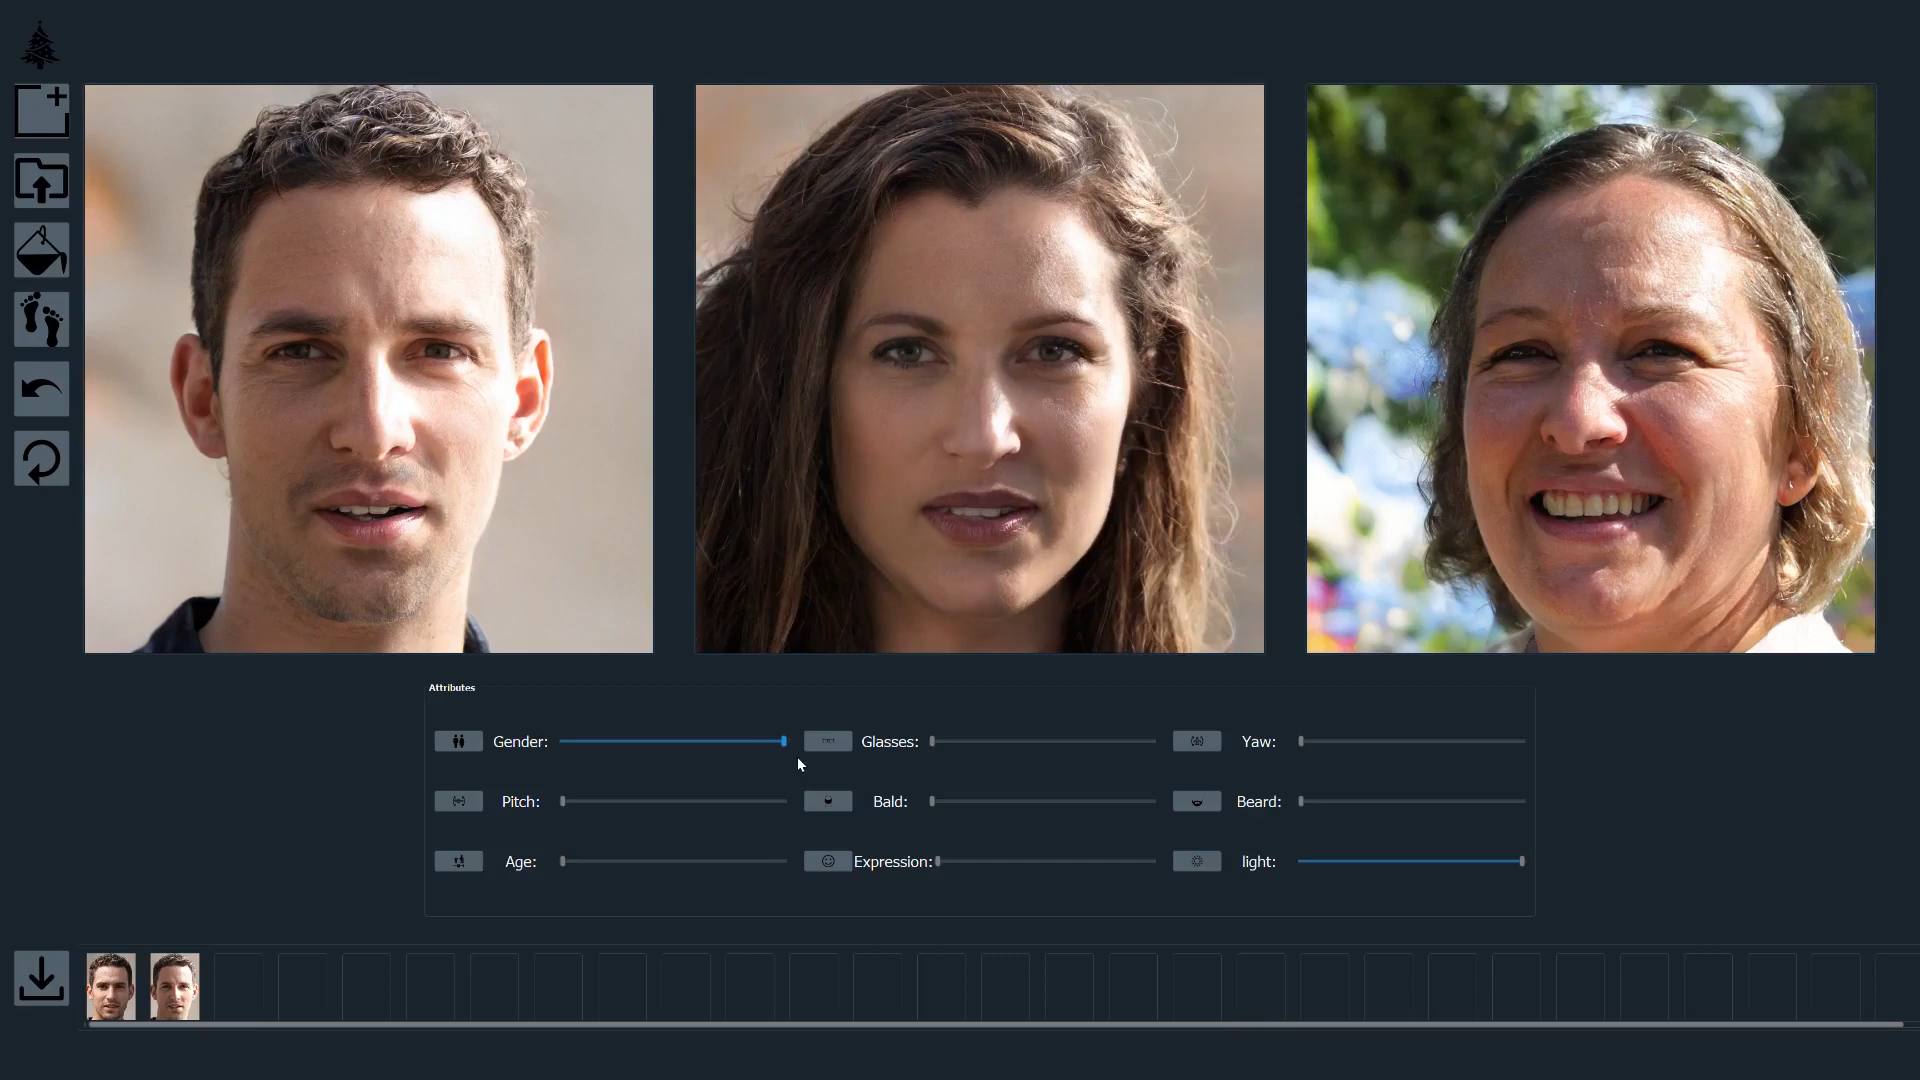 Attributes
Gender: Glasses: Yaw:
Pitch: Bald: Beard:
Age: Expression: light: